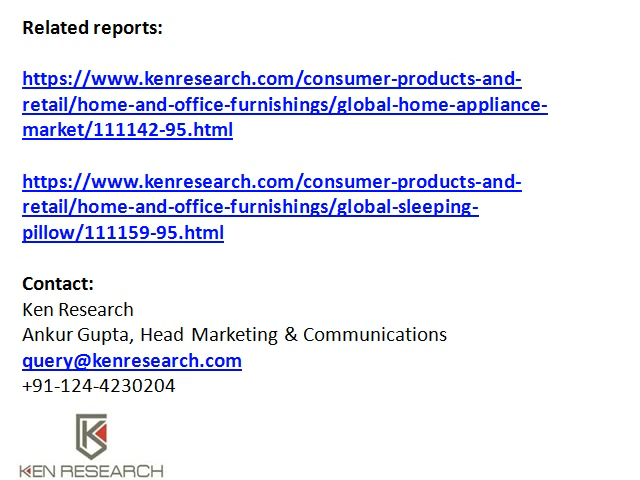 Related reports:
https://www.kenresearch.com/consumer-products-and-
retail/home-and-office-furnishings/global-home-appliance-
market/111142-95.html
https://www.kenresearch.com/consumer-products-and-
retail/home-and-office-furnishings/global-sleeping-
pillow/111159-95.html
Contact:
Ken Research
Ankur Gupta, Head Marketing & Communications
query@kenresearch.com
+91-124-4230204
KEN RESEARCH